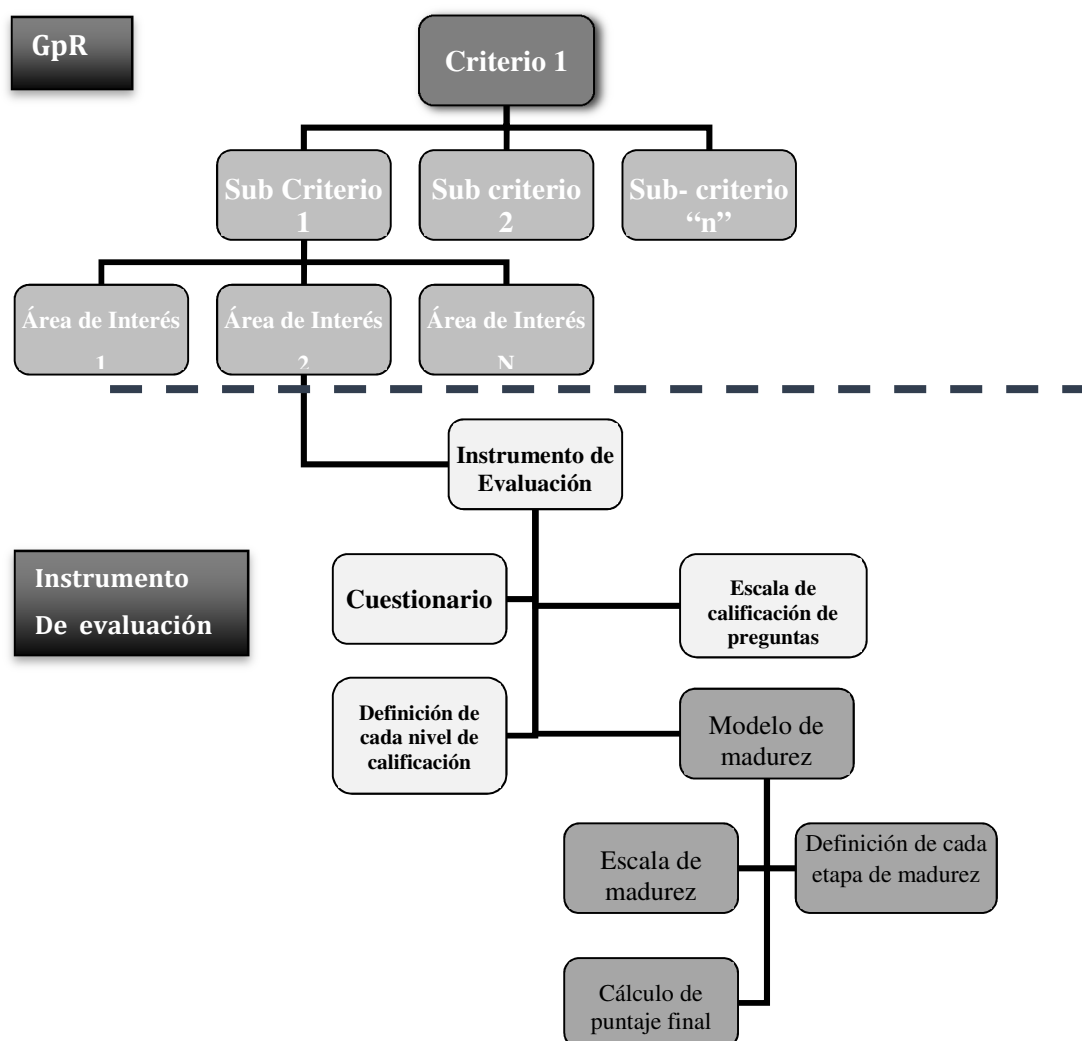 GpR
Criterio 1
Sub Criterio
1
Sub criterio
2
Sub- criterio
“n”
Área de Interés
1
Área de Interés
2
Área de Interés
N
Instrumento de
Evaluación
Instrumento
De evaluación
Cuestionario
Escala de
calificación de
preguntas
Definición de
cada nivel de
calificación
Modelo de
madurez
Escala de
madurez
Definición de cada
etapa de madurez
Cálculo de
puntaje final